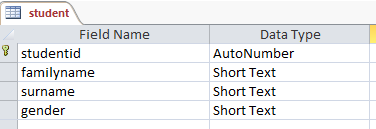 student
Field Name Data Type
studentid AutoNumber
familyname Short Text
surname Short Text
gender Short Text